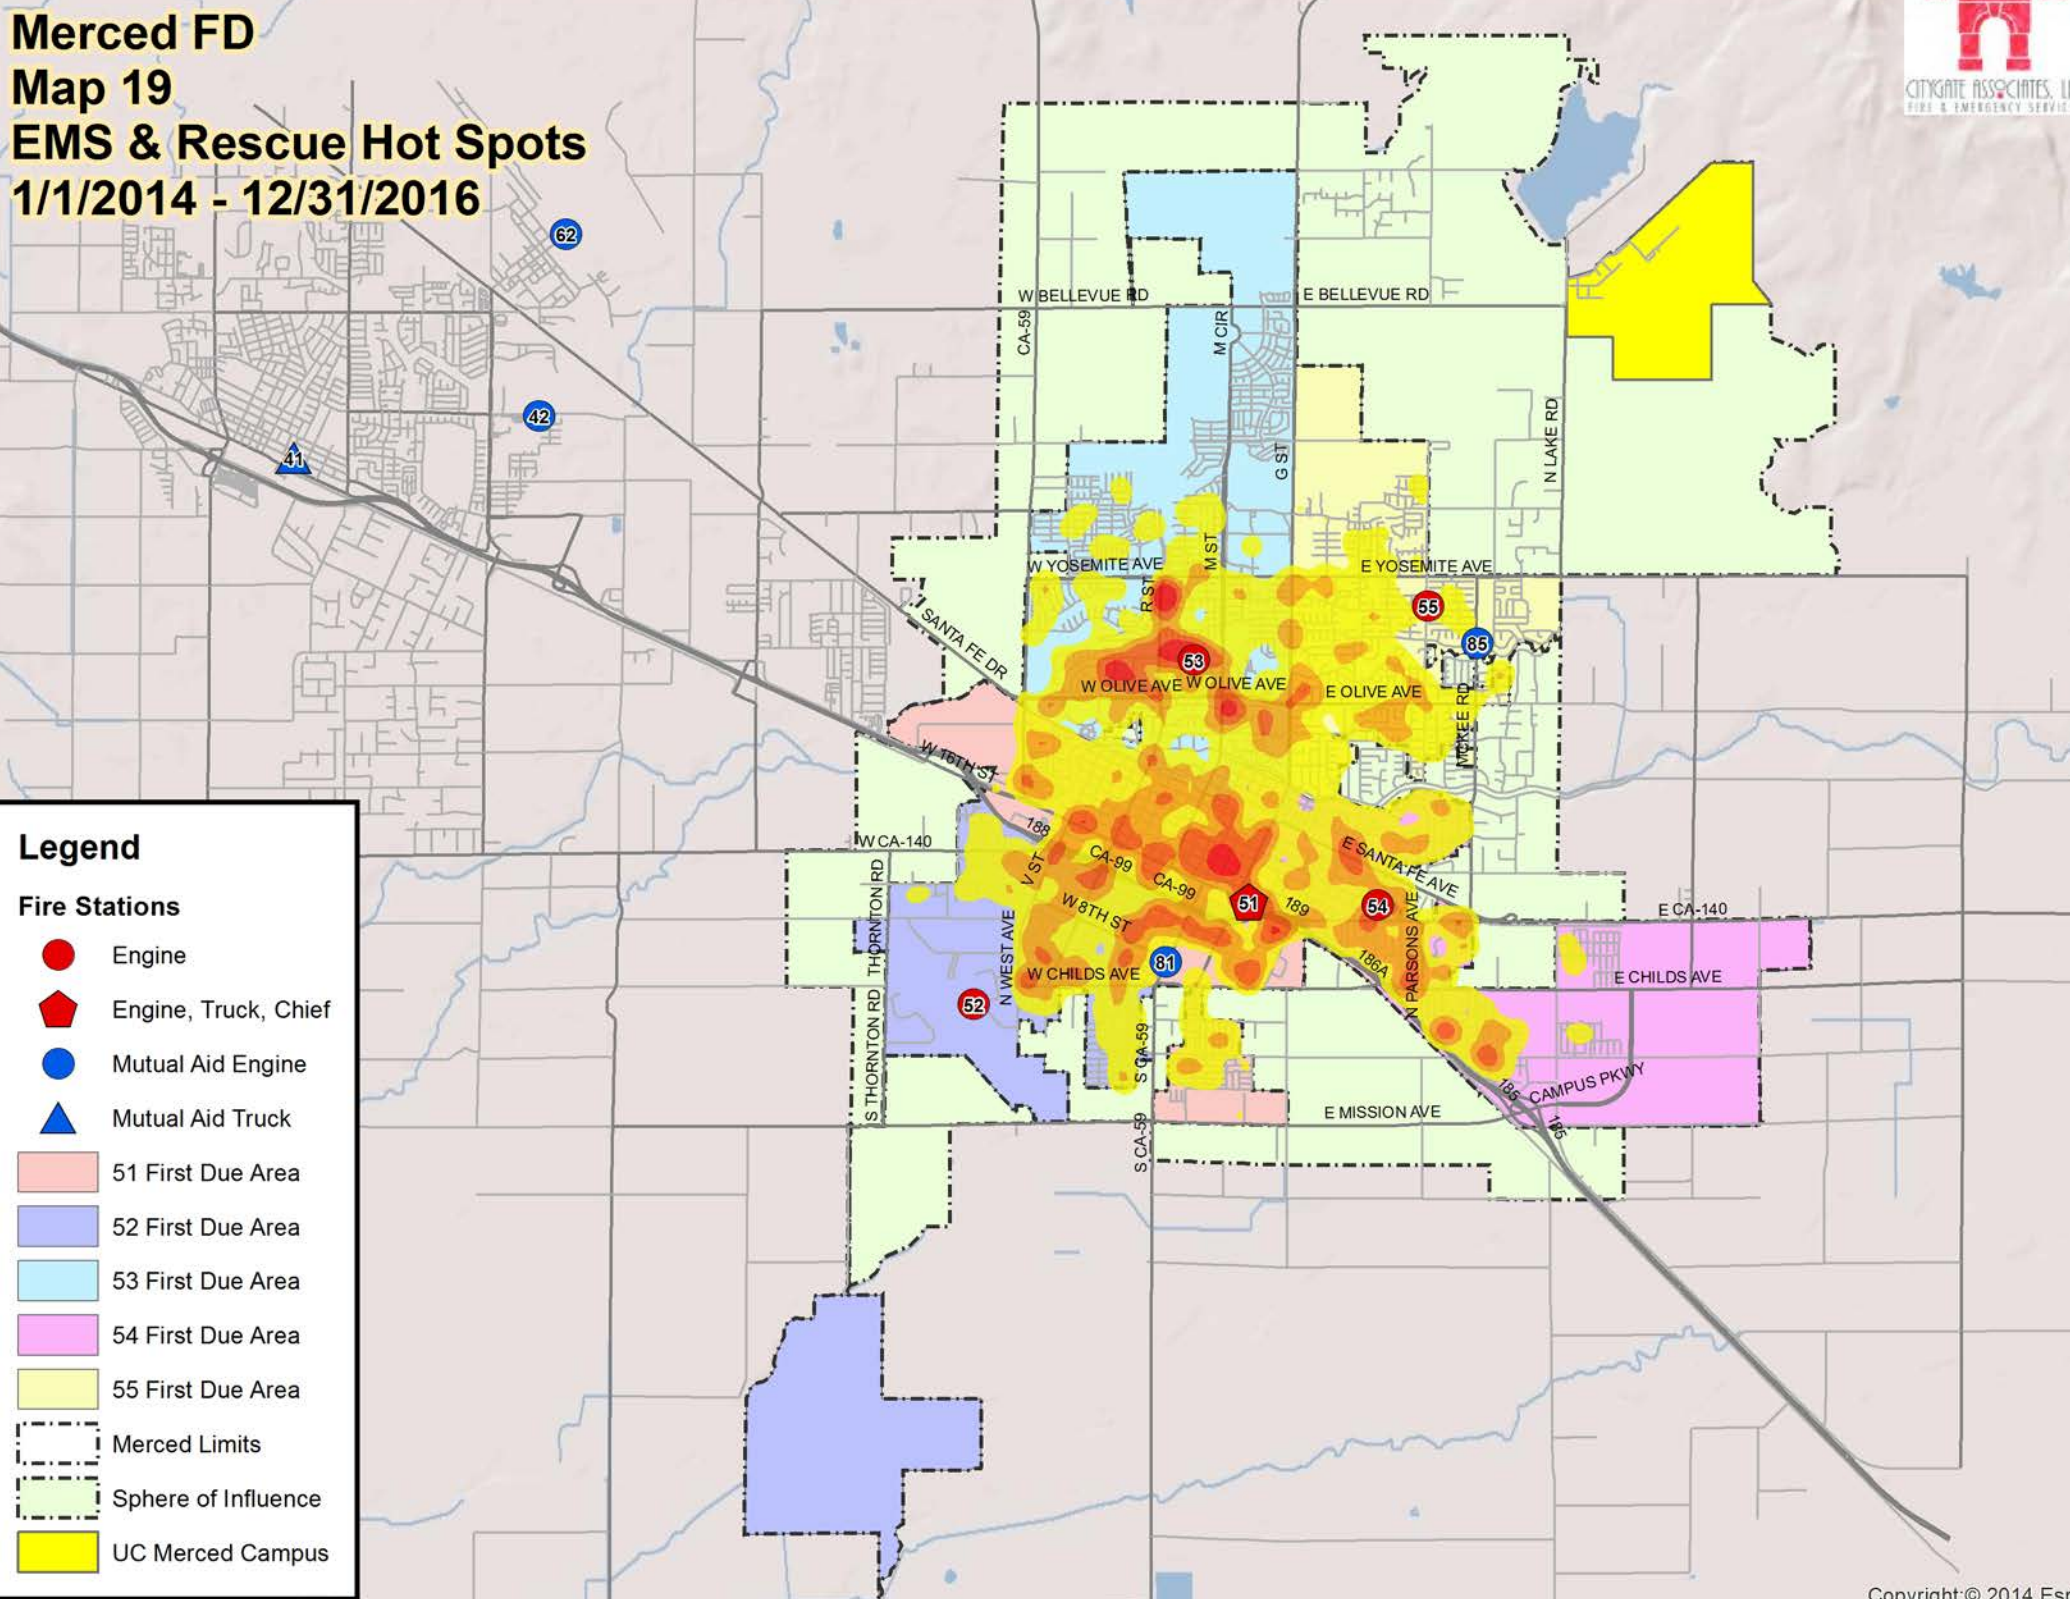 Merced FD
Map 19
EMS & Rescue Hot Spots
1/1/2014 - 12/31/2016
CITYGATE ASSOCIATES, L
FIRE & EMERGENCY SERVIC
62
42
41
W BELLEVUE RD
E BELLEVUE RD
CA-59
M CIR
G ST
N LAKE RD
W YOSEMITE AVE
M ST
E YOSEMITE AVE
R ST
55
85
53
SANTA FE DR
W OLIVE AVE
W OLIVE AVE
E OLIVE AVE
MCKEE RD
W 16TH ST
188
W CA-140
V ST
CA-99
CA-99
E SANTA FE AVE
W 8TH ST
51
189
54
E CA-140
THORNTON RD
N WEST AVE
W CHILDS AVE
81
186A
N PARSONS AVE
E CHILDS AVE
52
S THORNTON RD
S CA-59
185
CAMPUS PKWY
E MISSION AVE
185
S CA-59
Legend
Fire Stations
Engine
Engine, Truck, Chief
Mutual Aid Engine
Mutual Aid Truck
51 First Due Area
52 First Due Area
53 First Due Area
54 First Due Area
55 First Due Area
Merced Limits
Sphere of Influence
UC Merced Campus
Copyright:© 2014 Esr